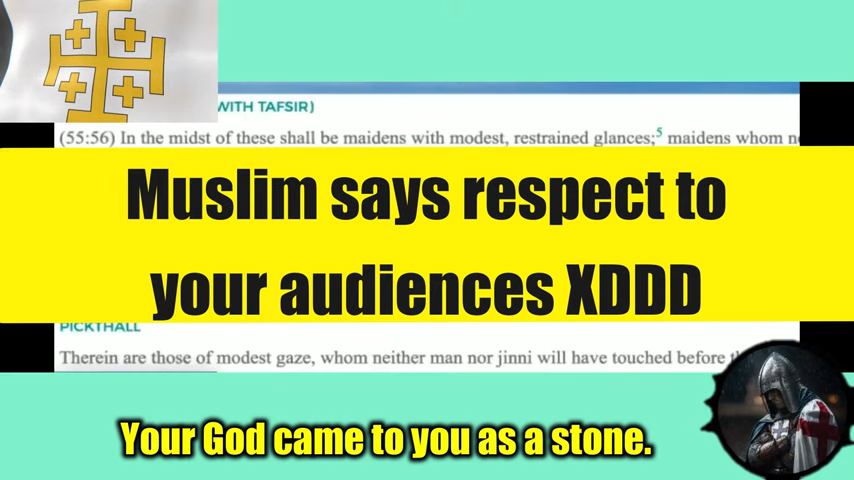 WITH TAFSIR)
(55:56) In the midst of these shall be maidens with modest, restrained glances;5 maidens whom
Muslim says respect to
your audiences XDDD
PICKTHALL
Therein are those of modest gaze, whom neither man nor jinni will have touched before
Your God came to you as a stone.